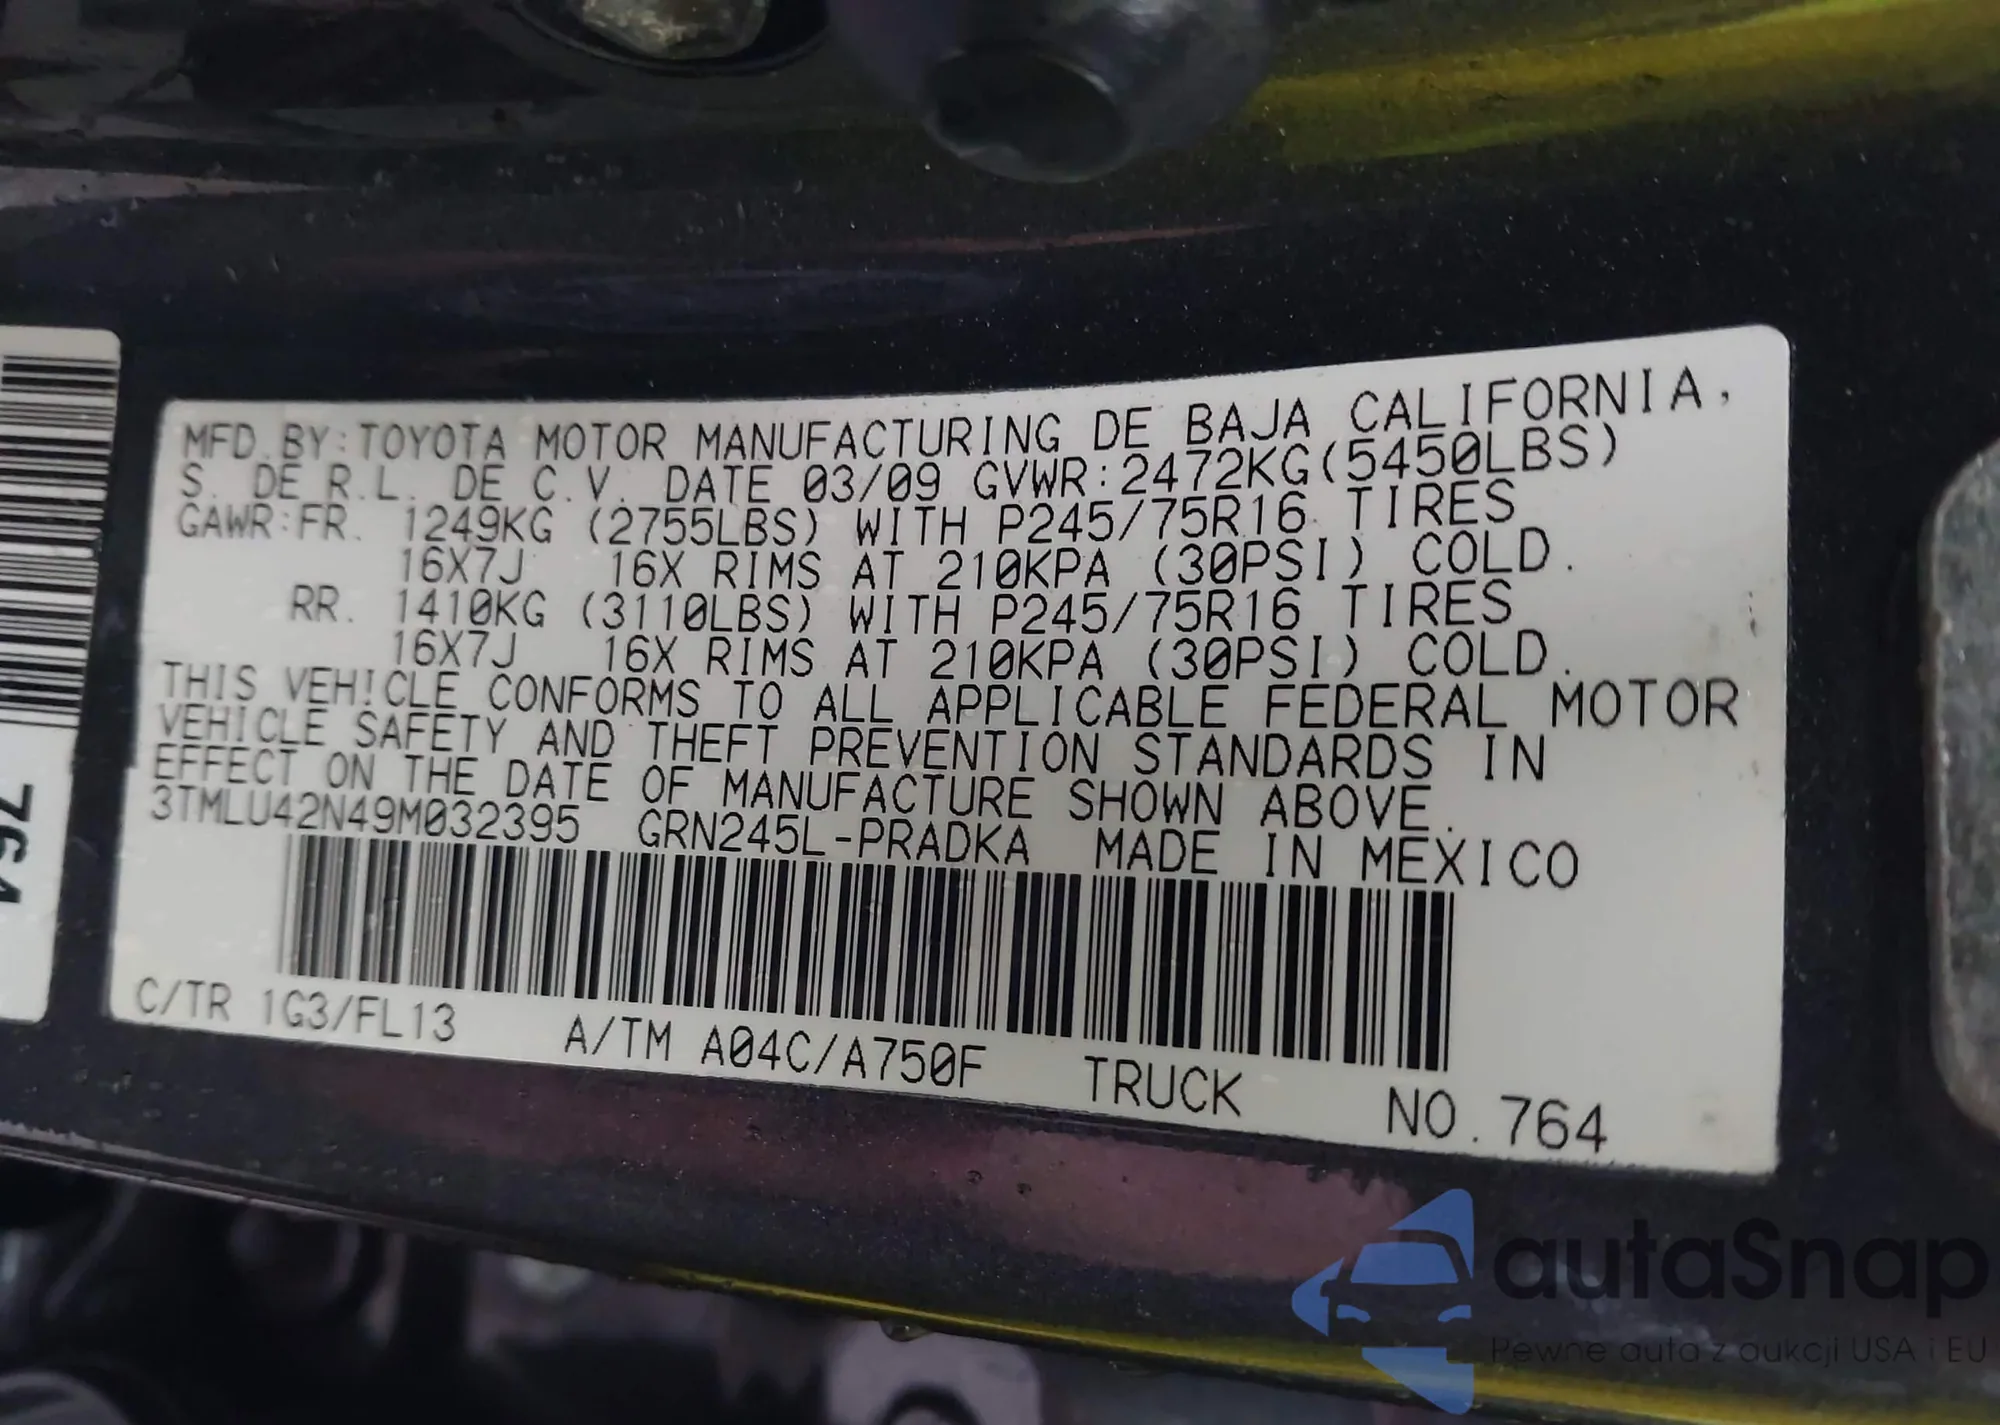 MFD.BY:TOYOTA MOTOR MANUFACTURING DE BAJA CALIFORNIA,
S. DE R.L. DE C.V. DATE 03/09 GVWR:2472KG(5450LBS)
GAWR:FR. 1249KG (2755LBS) WITH P245/75R16 TIRES
16X7J 16X RIMS AT 210KPA (30PSI) COLD.
RR. 1410KG (3110LBS) WITH P245/75R16 TIRES
16X7J 16X RIMS AT 210KPA (30PSI) COLD.
THIS VEHICLE CONFORMS TO ALL APPLICABLE FEDERAL MOTOR
VEHICLE SAFETY AND THEFT PREVENTION STANDARDS IN
EFFECT ON THE DATE OF MANUFACTURE SHOWN ABOVE.
3TMLU42N49M032395 GRN245L-PRADKA MADE IN MEXICO
C/TR 1G3/FL13 A/TM A04C/A750F TRUCK NO.764
764
autaSnap
Pewne auta z aukcji USA i EU